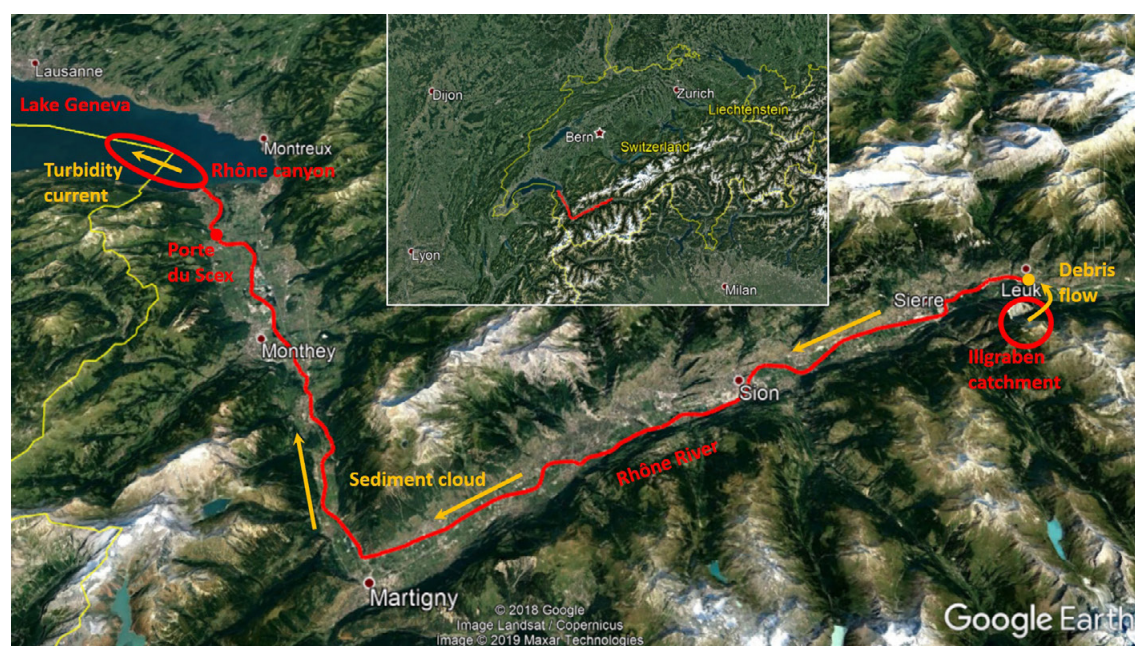 Lausanne
Lake Geneva
Montreux
Turbidity
current
Rhône canyon
Porte
du Scex
Monthey
Dijon
Zurich
Liechtenstein
Bern
Switzerland
Lyon
Milan
Debris
flow
Leuk
Sierre
Illgraben
catchment
Sion
Rhône River
Sediment cloud
Martigny
© 2018 Google
Image Landsat / Copernicus
Image © 2019 Maxar Technologies
Google Earth